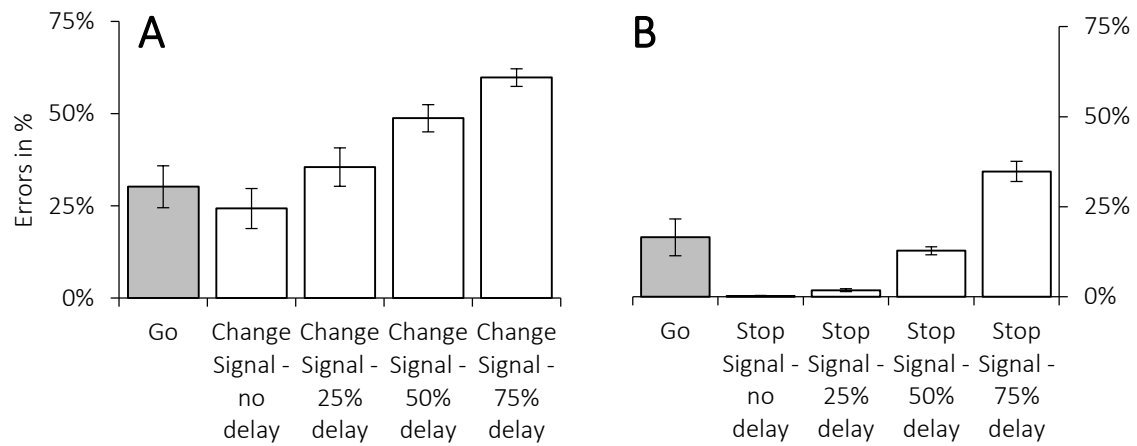 A
75%
50%
25%
0%
Errors in %
Go
Change
Signal -
no
delay
Change
Signal -
25%
delay
Change
Signal -
50%
delay
Change
Signal -
75%
delay
B
75%
50%
25%
0%
Go
Stop
Signal -
no
delay
Stop
Signal -
25%
delay
Stop
Signal -
50%
delay
Stop
Signal -
75%
delay